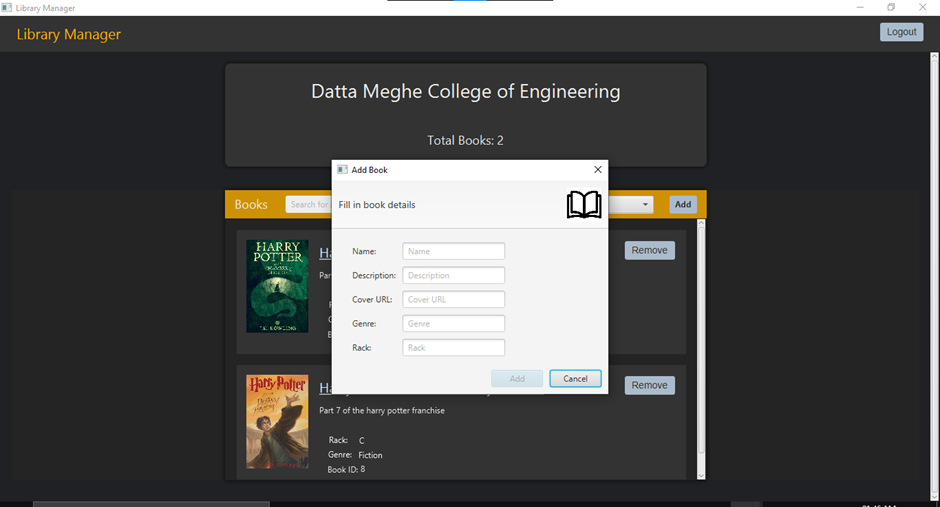 Library Manager
Library Manager
Logout
Datta Meghe College of Engineering
Total Books: 2
Add Book
Fill in book details
Books
Search for
Add
Name:
Name
Description:
Description
Cover URL:
Cover URL
Genre:
Genre
Rack:
Rack
Add
Cancel
HARRY
POTTER
J.K. ROWLING
Remove
Harry Potter
Remove
Part 7 of the harry potter franchise
Rack: C
Genre: Fiction
Book ID: 8